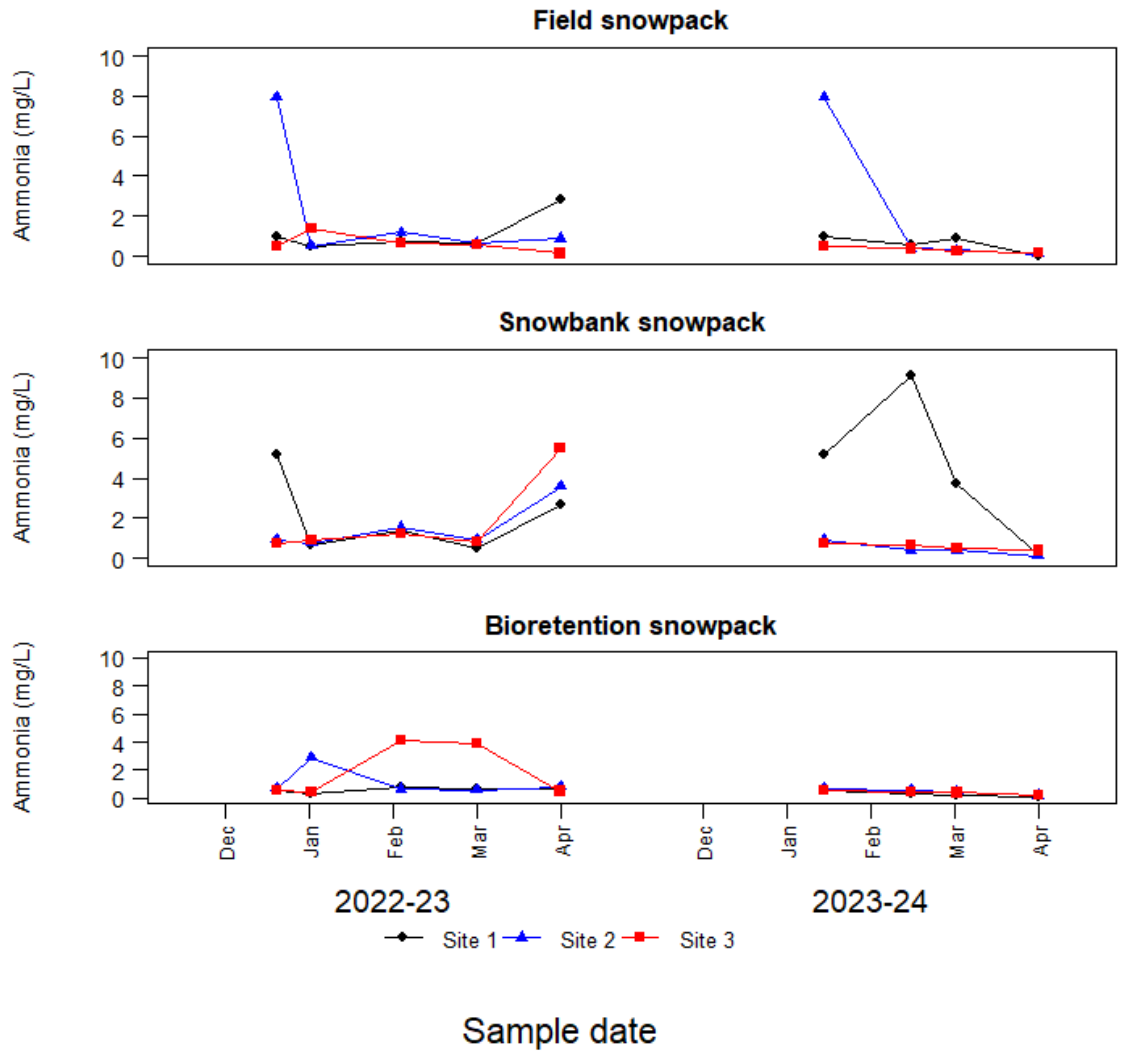 Field snowpack
Ammonia (mg/L)
10
8
6
4
2
0
Snowbank snowpack
Ammonia (mg/L)
10
8
6
4
2
0
Bioretention snowpack
Ammonia (mg/L)
10
8
6
4
2
0
Dec Jan Feb Mar Apr Dec Jan Feb Mar Apr
2022-23 2023-24
Site 1 Site 2 Site 3
Sample date